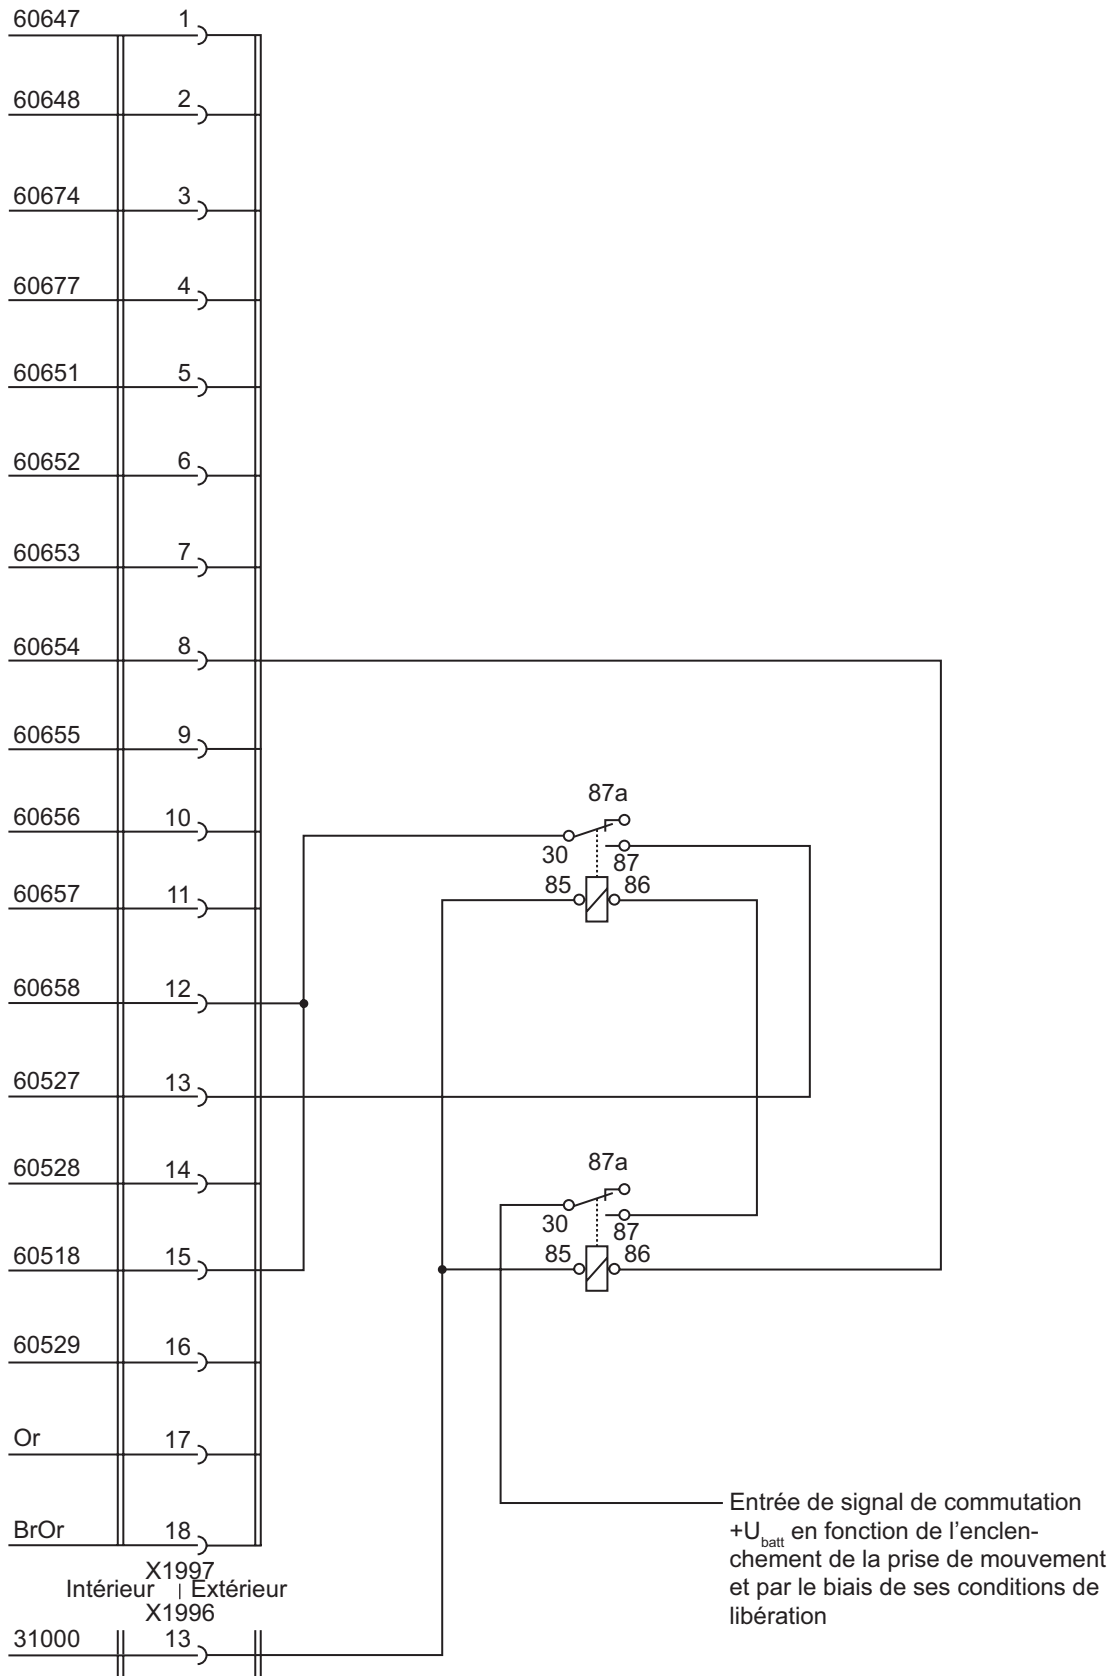 60647 1
60648 2
60674 3
60677 4
60651 5
60652 6
60653 7
60654 8
60655 9
87a
60656 10
30 87
60657 11 85 86
60658 12
60527 13
60528 14 87a
30 87
60518 15 85 86
60529 16
Or 17
Entrée de signal de commutation
+Ubatt en fonction de l’enclen-
chement de la prise de mouvement
et par le biais de ses conditions de
libération
BrOr 18
X1997
Intérieur | Extérieur
X1996
31000 13